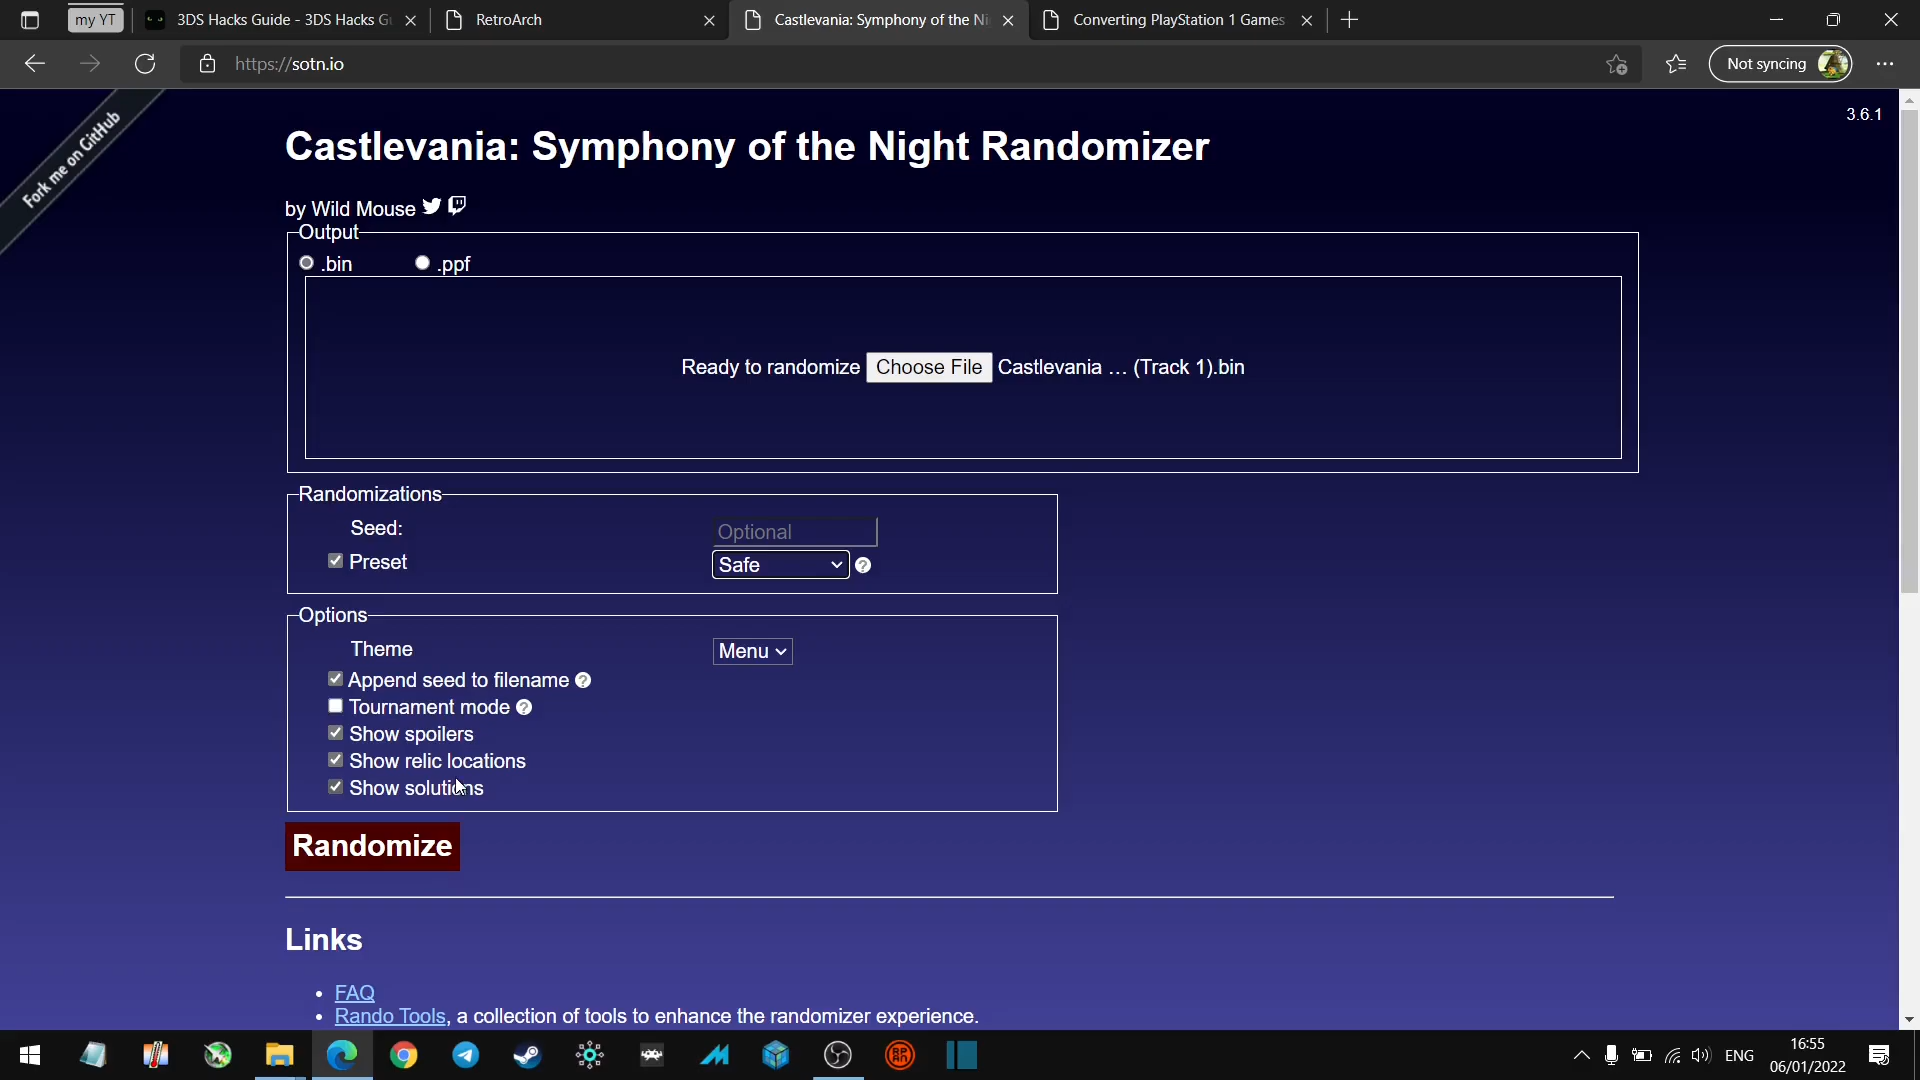 my YT
3DS Hacks Guide - 3DS Hacks G
RetroArch
Castlevania: Symphony of the Ni
Converting PlayStation 1 Games
https://sotn.io
Not syncing
Fork me on GitHub
3.6.1
Castlevania: Symphony of the Night Randomizer
by Wild Mouse
Output
.bin .ppf
Ready to randomize Choose File Castlevania ... (Track 1).bin
Randomizations
Seed: Optional
Preset Safe
Options
Theme Menu
Append seed to filename
Tournament mode
Show spoilers
Show relic locations
Show solutions
Randomize
Links
FAQ
Rando Tools, a collection of tools to enhance the randomizer experience.
ENG
16:55
06/01/2022